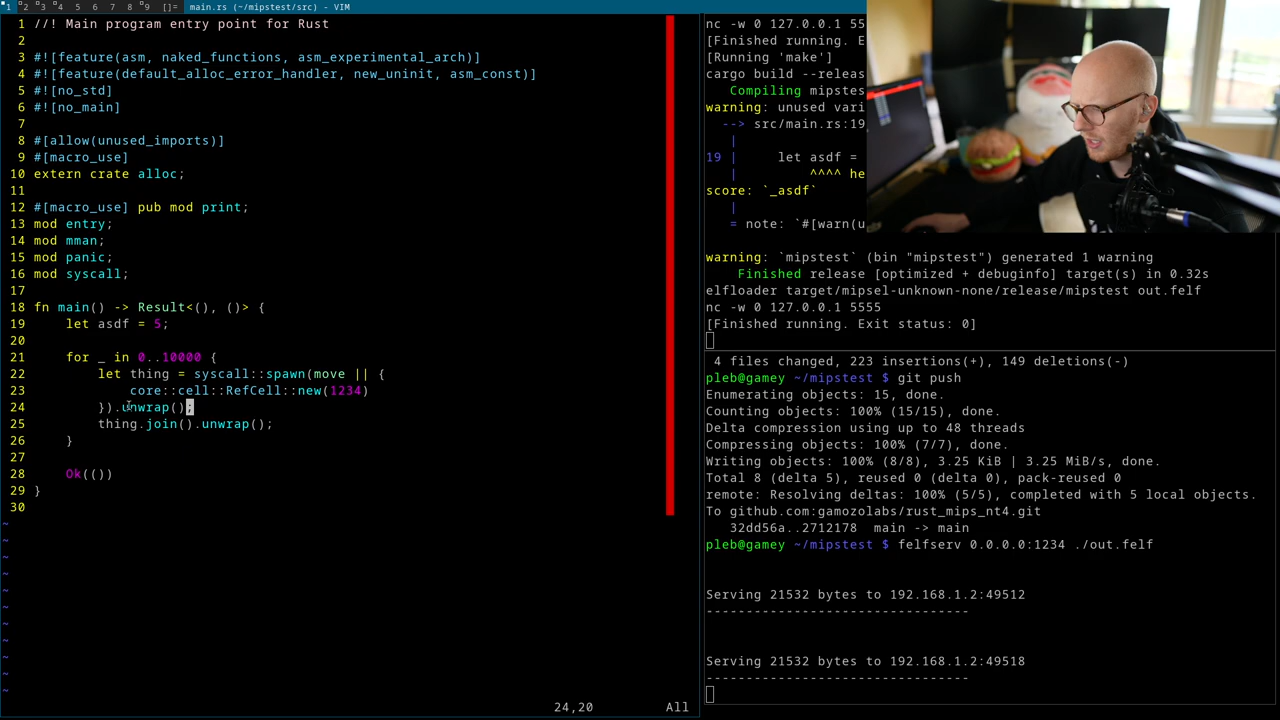 1 2 3 4 5 6 7 8 9 []= main.rs (~/mipstest/src) - VIM
1 //! Main program entry point for Rust
2
3 #![feature(asm, naked_functions, asm_experimental_arch)]
4 #![feature(default_alloc_error_handler, new_uninit, asm_const)]
5 #![no_std]
6 #![no_main]
7
8 #[allow(unused_imports)]
9 #[macro_use]
10 extern crate alloc;
11
12 #[macro_use] pub mod print;
13 mod entry;
14 mod mman;
15 mod panic;
16 mod syscall;
17
18 fn main() -> Result<(), ()> {
19     let asdf = 5;
20
21     for _ in 0..10000 {
22         let thing = syscall::spawn(move || {
23             core::cell::RefCell::new(1234)
24         }).unwrap();
25         thing.join().unwrap();
26     }
27
28     Ok(())
29 }
30
~
~
~
~
~
~
~
~
~
~
~
24,20 All
nc -w 0 127.0.0.1 55
[Finished running. E
[Running 'make']
cargo build --releas
Compiling mipstes
warning: unused vari
--> src/main.rs:19
|
19 |     let asdf =
|         ^^^^ he
score: `_asdf`
|
= note: `#[warn(u
warning: `mipstest` (bin "mipstest") generated 1 warning
Finished release [optimized + debuginfo] target(s) in 0.32s
elfloader target/mipsel-unknown-none/release/mipstest out.felf
nc -w 0 127.0.0.1 5555
[Finished running. Exit status: 0]
4 files changed, 223 insertions(+), 149 deletions(-)
pleb@gamey ~/mipstest $ git push
Enumerating objects: 15, done.
Counting objects: 100% (15/15), done.
Delta compression using up to 48 threads
Compressing objects: 100% (7/7), done.
Writing objects: 100% (8/8), 3.25 KiB | 3.25 MiB/s, done.
Total 8 (delta 5), reused 0 (delta 0), pack-reused 0
remote: Resolving deltas: 100% (5/5), completed with 5 local objects.
To github.com:gamozolabs/rust_mips_nt4.git
32dd56a..2712178  main -> main
pleb@gamey ~/mipstest $ felfserv 0.0.0.0:1234 ./out.felf
Serving 21532 bytes to 192.168.1.2:49512
---------------------------------
Serving 21532 bytes to 192.168.1.2:49518
---------------------------------